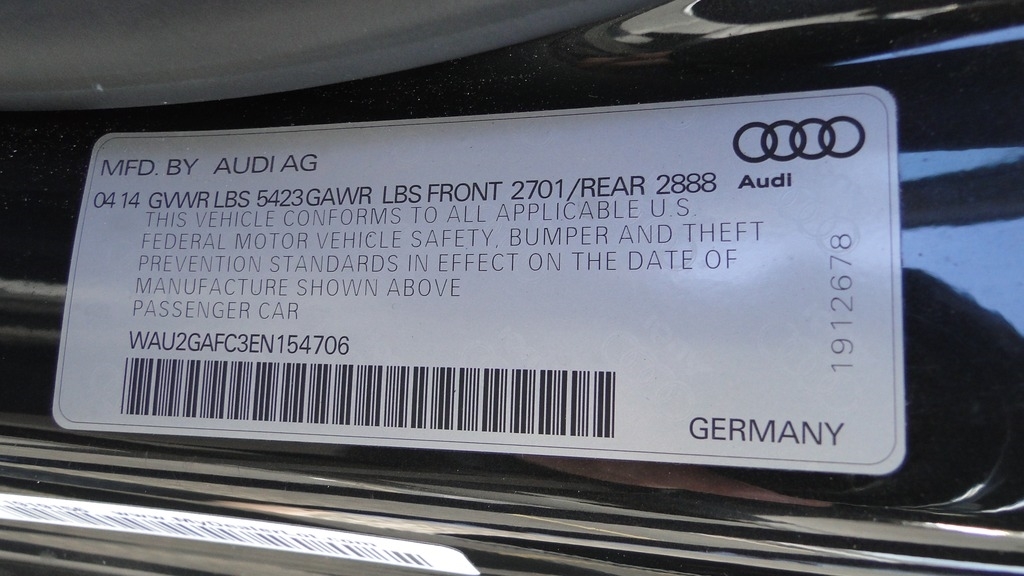 MFD. BY AUDI AG
Audi
04 14 GVWR LBS 5423 GAWR LBS FRONT 2701/REAR 2888
THIS VEHICLE CONFORMS TO ALL APPLICABLE U.S.
FEDERAL MOTOR VEHICLE SAFETY, BUMPER AND THEFT
PREVENTION STANDARDS IN EFFECT ON THE DATE OF
MANUFACTURE SHOWN ABOVE
PASSENGER CAR
WAU2GAFC3EN154706
GERMANY
1912678